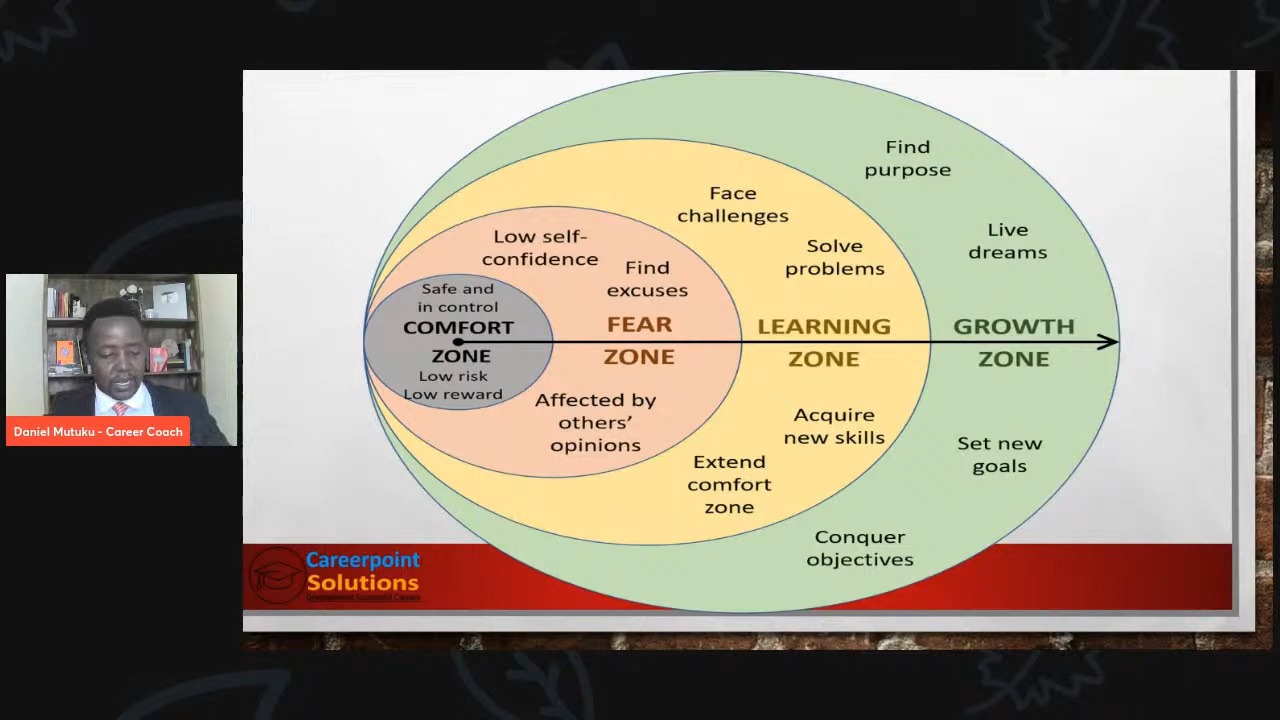 Find
purpose
Face
challenges
Live
dreams
Low self-
confidence
Solve
problems
Find
excuses
Safe and
in control
COMFORT
ZONE
Low risk
Low reward
FEAR
ZONE
LEARNING
ZONE
GROWTH
ZONE
Affected by
others’
opinions
Acquire
new skills
Set new
goals
Extend
comfort
zone
Conquer
objectives
Daniel Mutuku - Career Coach
Careerpoint
Solutions